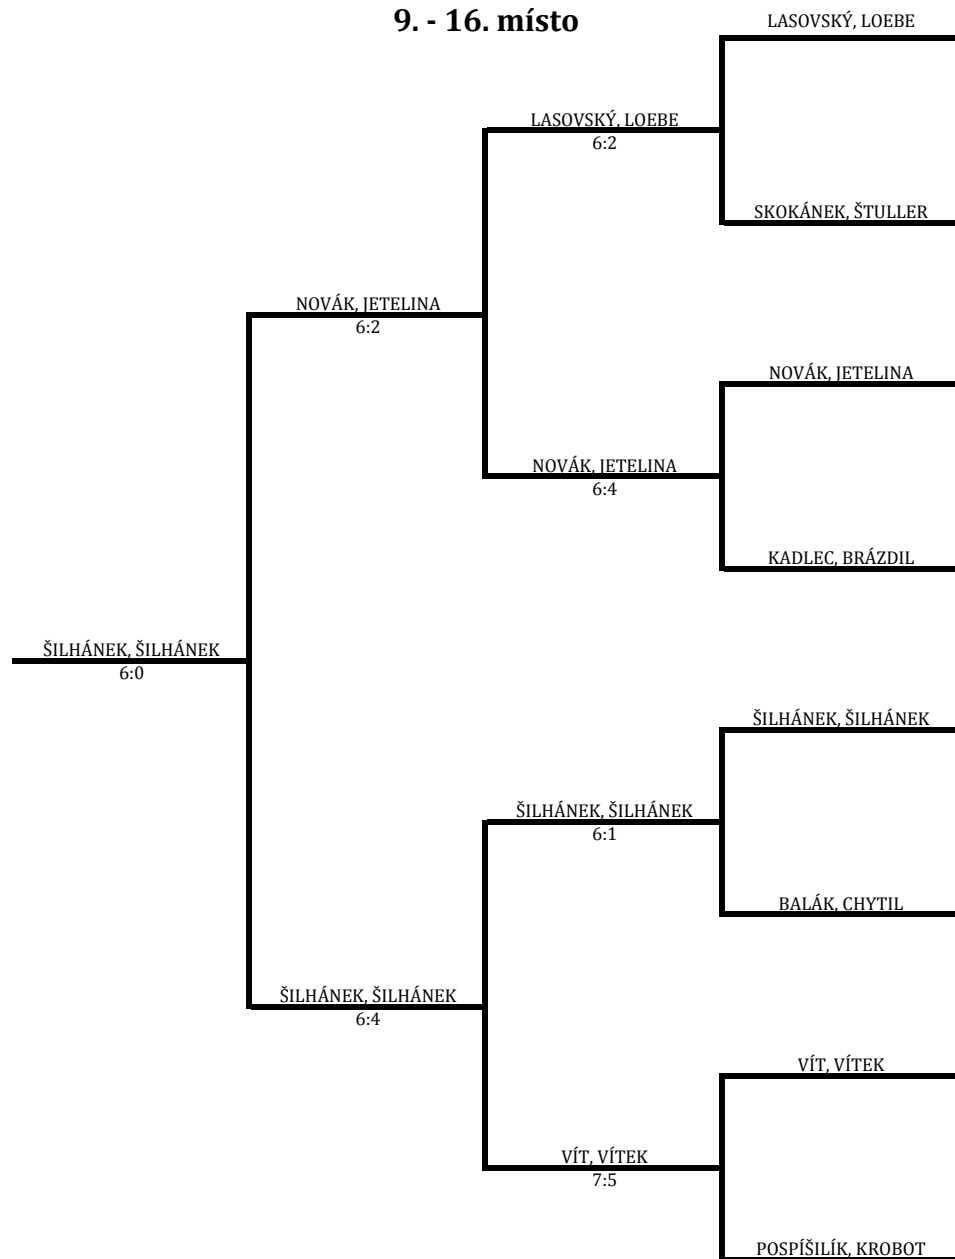 9. - 16. místo
LASOVSKÝ, LOEBE
LASOVSKÝ, LOEBE
6:2
SKOKÁNEK, ŠTULLER
NOVÁK, JETELINA
6:2
NOVÁK, JETELINA
NOVÁK, JETELINA
6:4
KADLEC, BRÁZDIL
ŠILHÁNEK, ŠILHÁNEK
6:0
ŠILHÁNEK, ŠILHÁNEK
ŠILHÁNEK, ŠILHÁNEK
6:1
BALÁK, CHYTIL
ŠILHÁNEK, ŠILHÁNEK
6:4
VÍT, VÍTEK
VÍT, VÍTEK
7:5
POSPÍŠILÍK, KROBOT